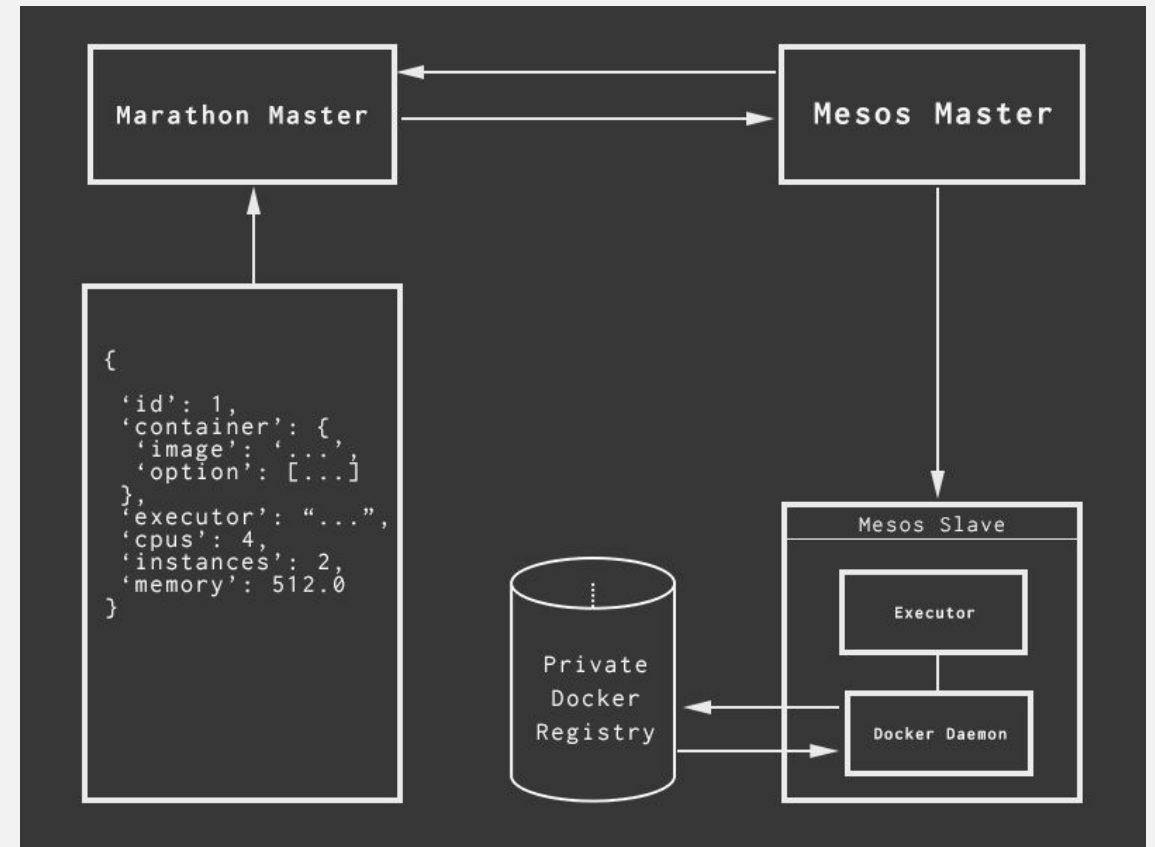 Marathon Master
Mesos Master
{
‘id’: 1,
‘container’: {
‘image’: ‘...’,
‘option’: [...]
},
‘executor’: “...”,
‘cpus’: 4,
‘instances’: 2,
‘memory’: 512.0
}
Mesos Slave
Executor
Private
Docker
Registry
Docker Daemon